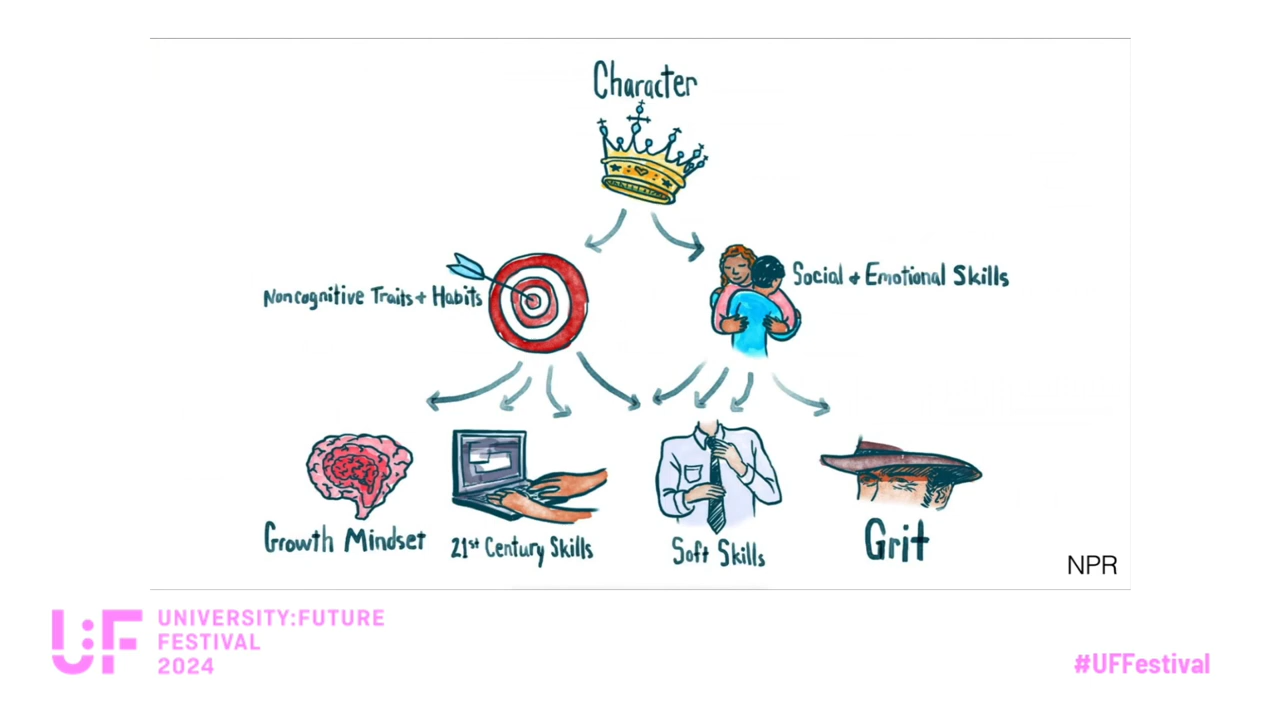 Character
Noncognitive Traits + Habits
Social + Emotional Skills
Growth Mindset
21st Century Skills
Soft Skills
Grit
NPR
U:F
UNIVERSITY:FUTURE
FESTIVAL
2024
#UFFestival